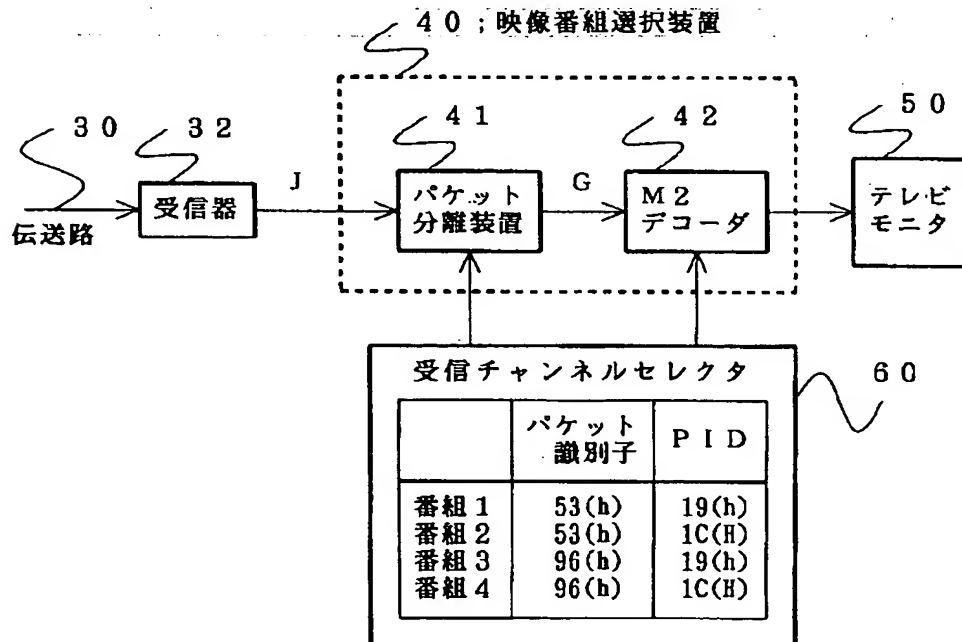 40；映像番組選択装置
30
32
41
42
50
J
G
伝送路
受信器
パケット
分離装置
M2
デコーダ
テレビ
モニタ
受信チャンネルセレクタ
60
パケット
識別子
PID
番組1 53(h) 19(h)
番組2 53(h) 1C(H)
番組3 96(h) 19(h)
番組4 96(h) 1C(H)